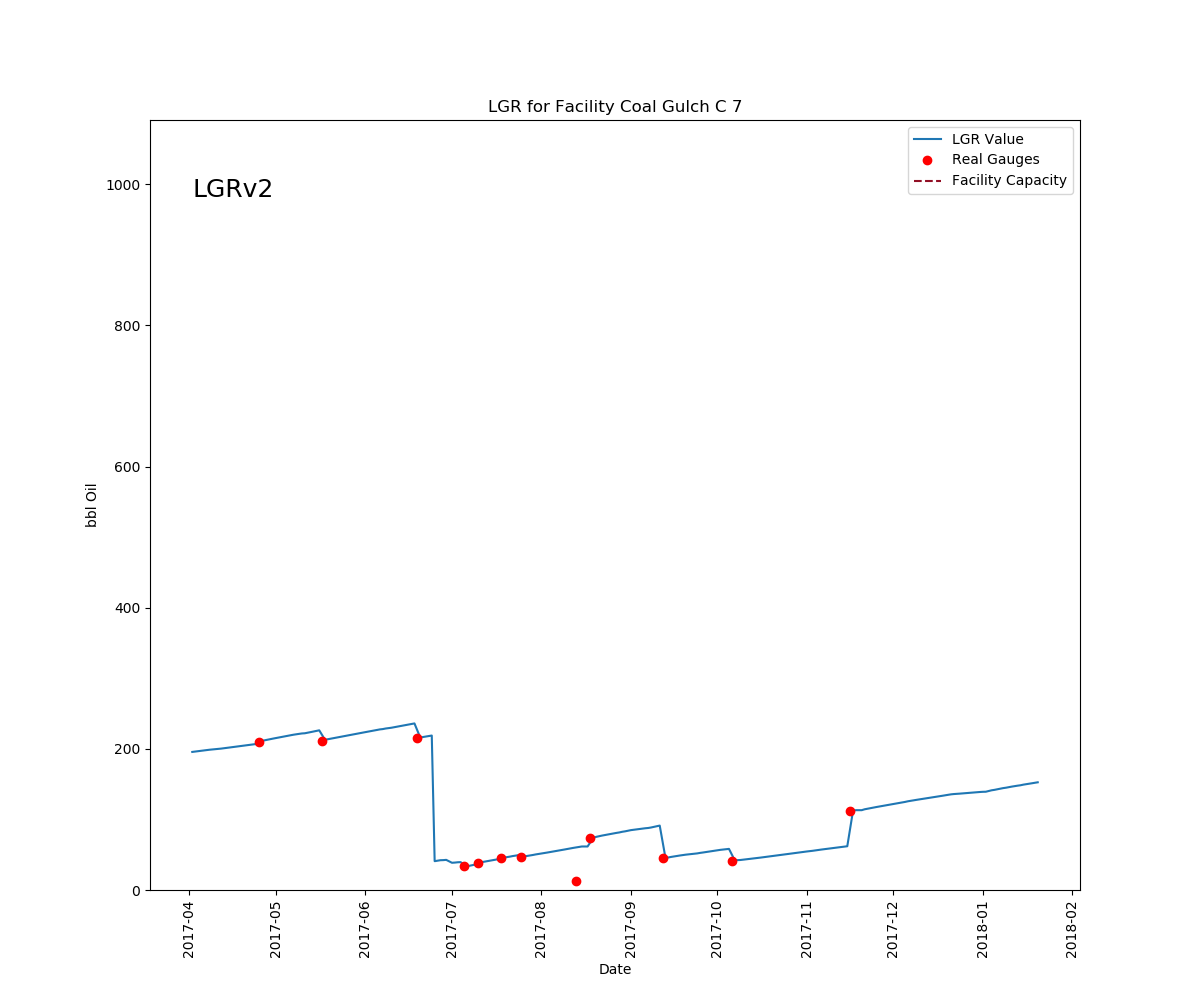 LGR for Facility Coal Gulch C 7
LGRv2
LGR Value
Real Gauges
Facility Capacity
1000
800
600
400
200
0
bbl Oil
2017-04
2017-05
2017-06
2017-07
2017-08
2017-09
2017-10
2017-11
2017-12
2018-01
2018-02
Date